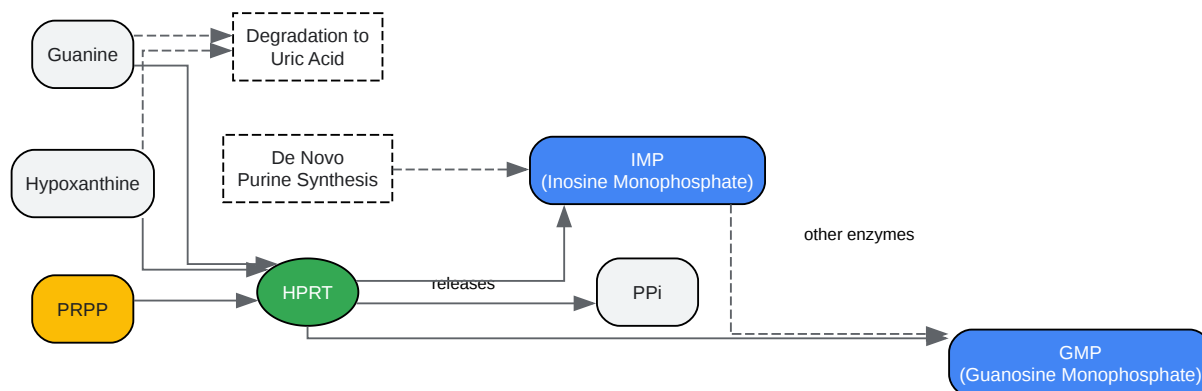 Guanine
Degradation to
Uric Acid
De Novo
Purine Synthesis
IMP
(Inosine Monophosphate)
Hypoxanthine
other enzymes
releases
HPRT
PPi
PRPP
GMP
(Guanosine Monophosphate)